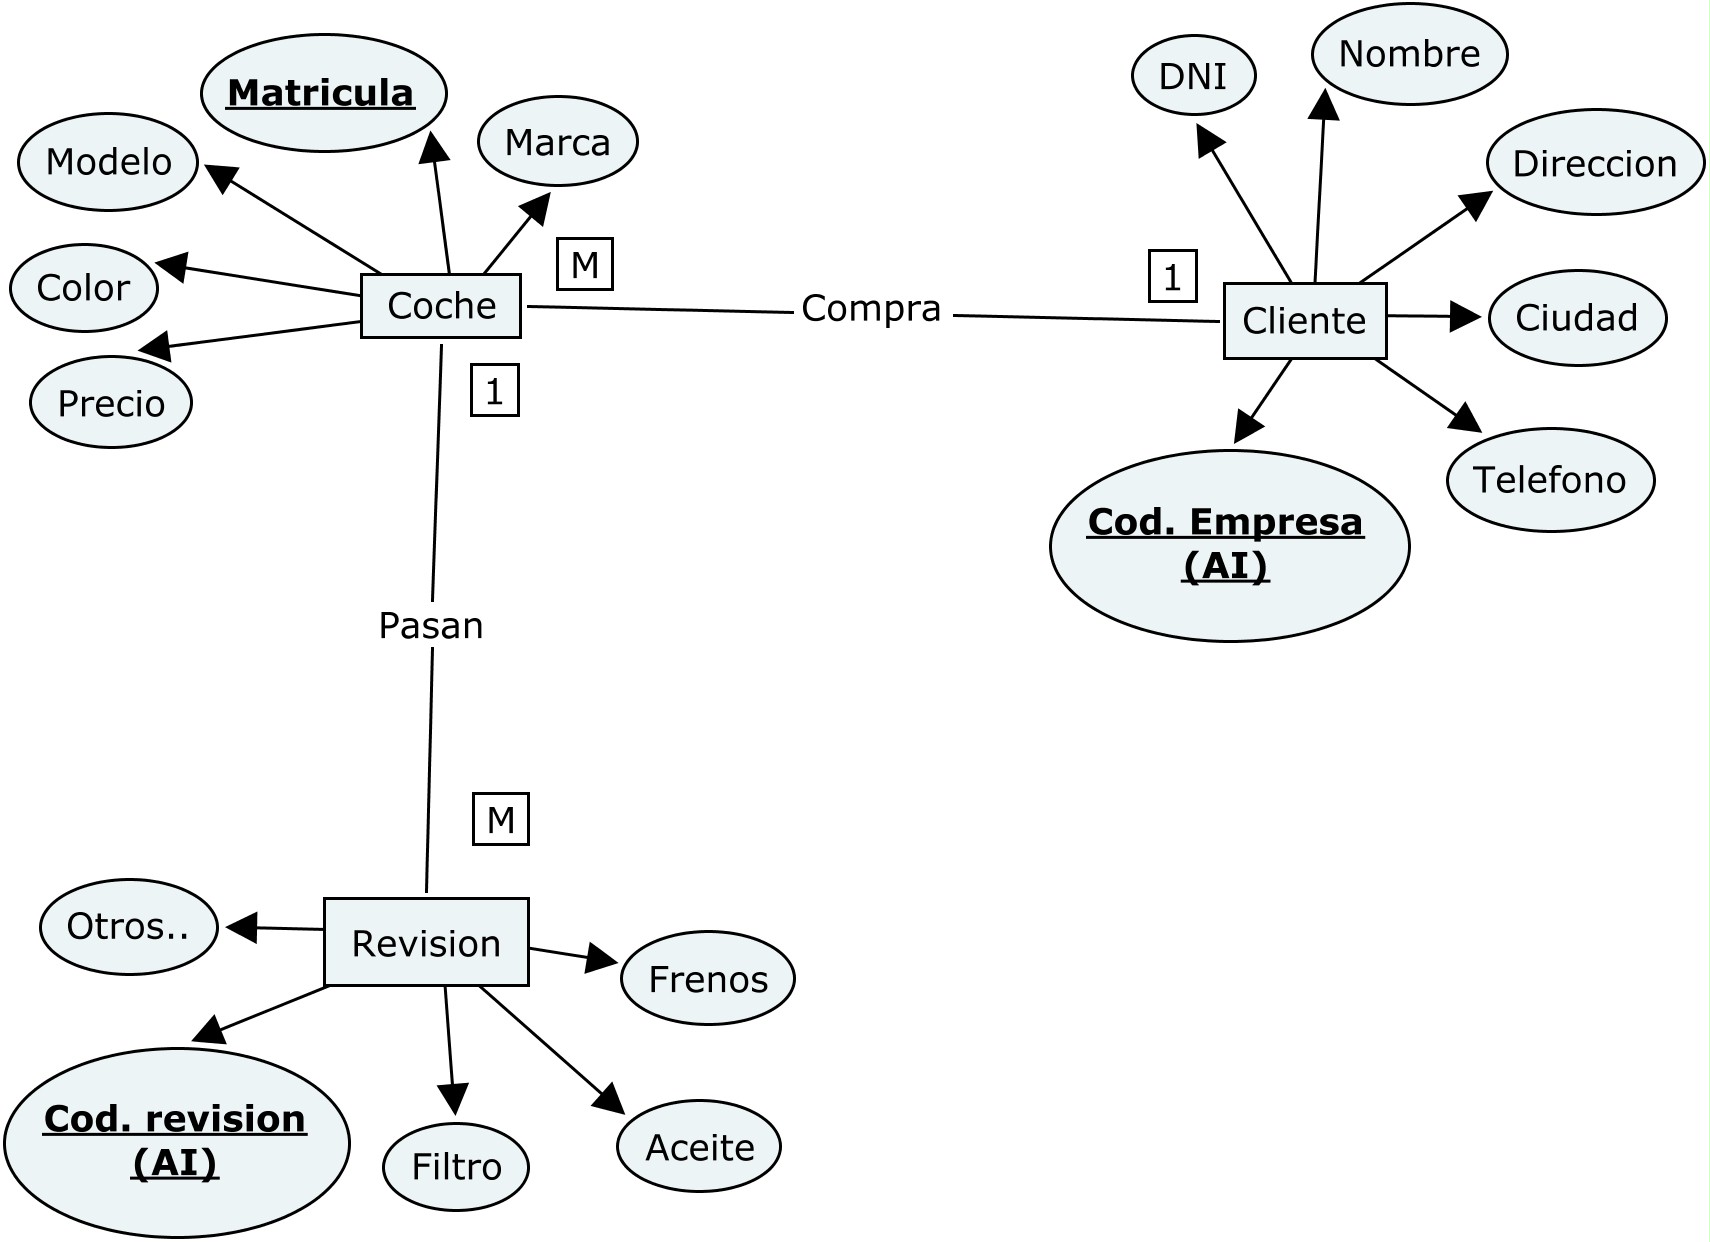 Nombre
DNI
Matricula
Marca
Modelo
Direccion
M
1
Color
Coche
Compra
Cliente
Ciudad
Precio
1
Telefono
Cod. Empresa
(AI)
Pasan
M
Otros..
Revision
Frenos
Cod. revision
(AI)
Filtro
Aceite